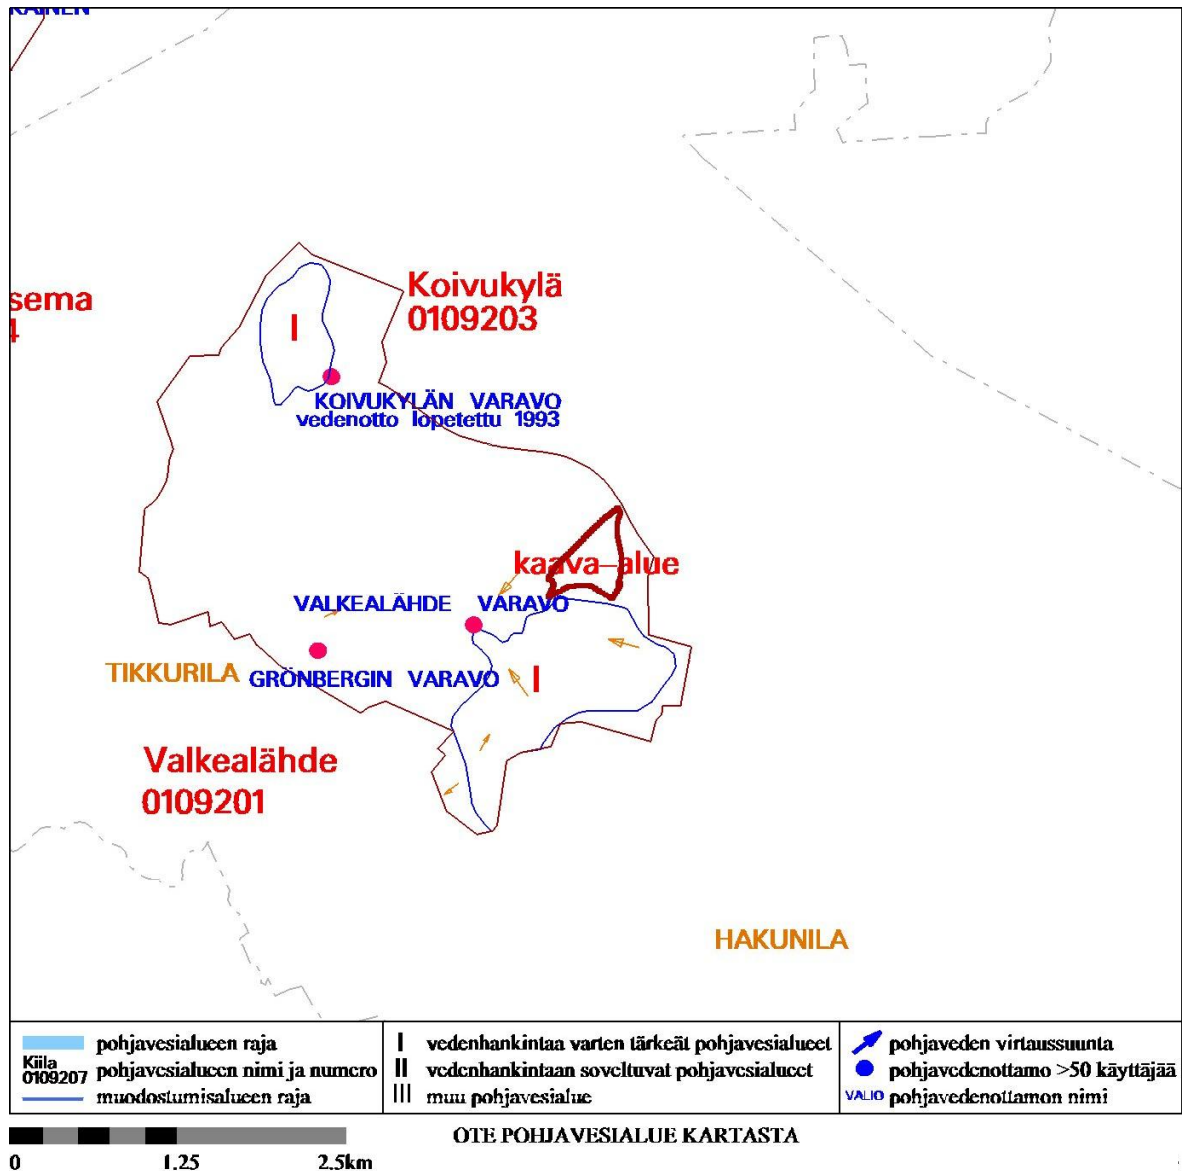 KAINEN
sema
4
Koivukylä
0109203
I
KOIVUKYLÄN VARAVO
vedenotto lopetettu 1993
kaava-alue
VALKEALÄHDE VARAVO
TIKKURILA
GRÖNBERGIN VARAVO
I
Valkealähde
0109201
HAKUNILA
pohjavesialueen raja
Kiila
0109207
pohjavesialueen nimi ja numero
muodostumisalueen raja
I vedenhankintaa varten tärkeät pohjavesialueet
II vedenhankintaan soveltuvat pohjavesialueet
III muu pohjavesialue
pohjaveden virtaussuunta
pohjavedenottamo >50 käyttäjää
VALIO pohjavedenottamon nimi
OTE POHJAVESIALUE KARTASTA
0 1,25 2,5km